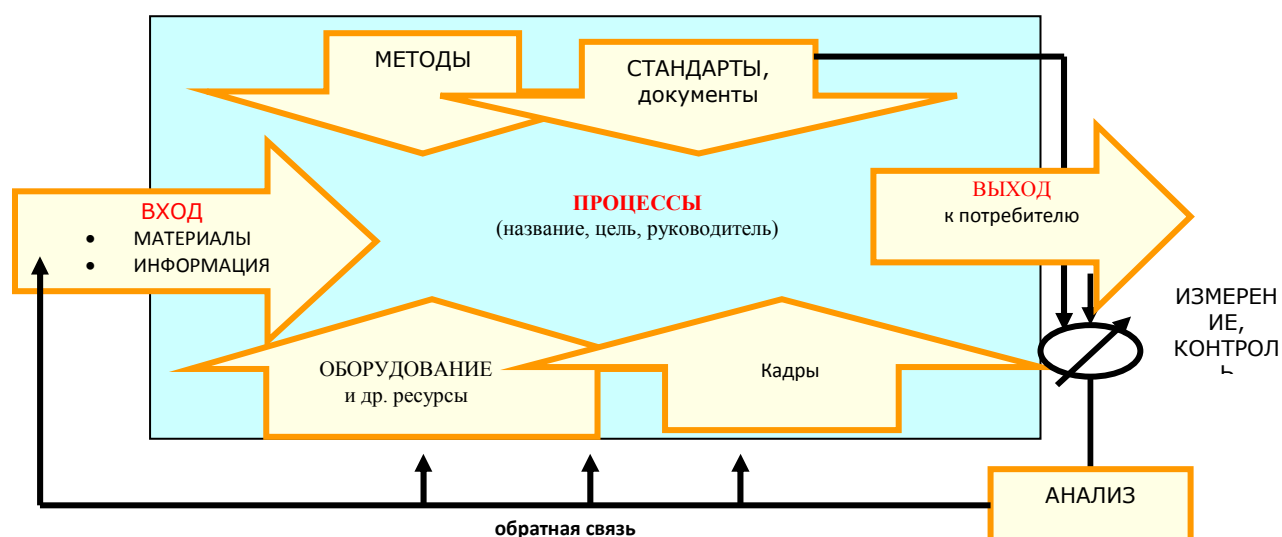 МЕТОДЫ
СТАНДАРТЫ,
документы
ВХОД
• МАТЕРИАЛЫ
• ИНФОРМАЦИЯ
ПРОЦЕССЫ
(название, цель, руководитель)
ВЫХОД
к потребителю
ИЗМЕРЕН
ИЕ,
КОНТРОЛ
Ь
ОБОРУДОВАНИЕ
и др. ресурсы
Кадры
АНАЛИЗ
обратная связь